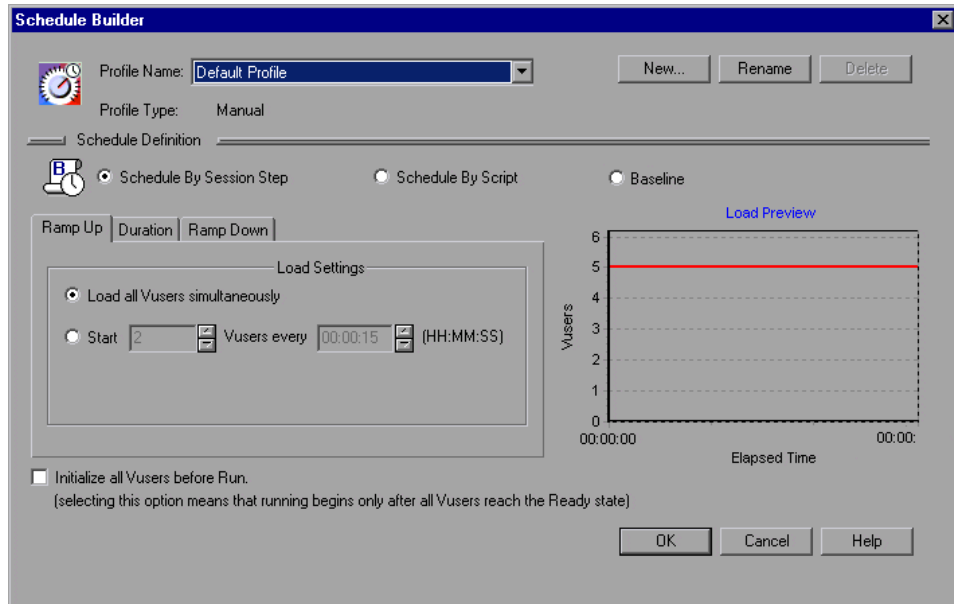 Schedule Builder
Profile Name: Default Profile
New... Rename Delete
Profile Type: Manual
Schedule Definition
B
Schedule By Session Step Schedule By Script Baseline
Ramp Up Duration Ramp Down
Load Settings
Load all Vusers simultaneously
Start 2 Vusers every 00:00:15 (HH:MM:SS)
Load Preview
Vusers
6
5
4
3
2
1
0
00:00:00 00:00:
Elapsed Time
Initialize all Vusers before Run.
(selecting this option means that running begins only after all Vusers reach the Ready state)
OK Cancel Help